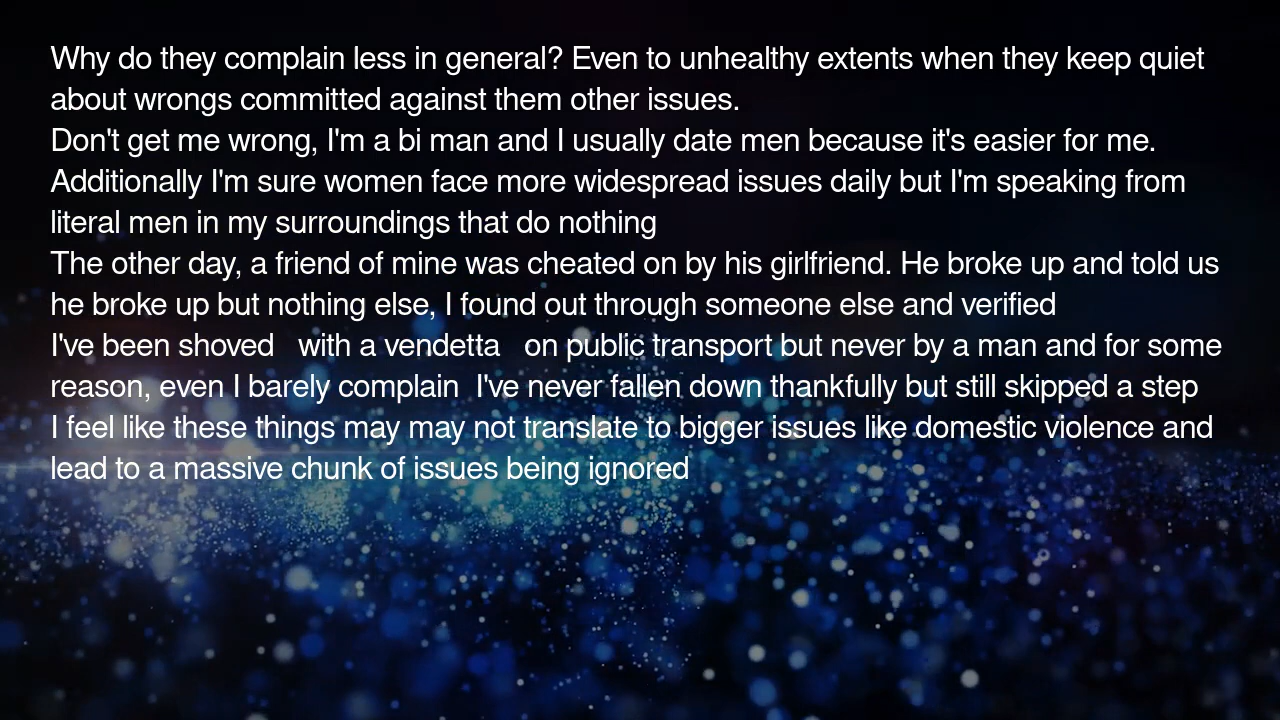 Why do they complain less in general? Even to unhealthy extents when they keep quiet
about wrongs committed against them other issues.
Don't get me wrong, I'm a bi man and I usually date men because it's easier for me.
Additionally I'm sure women face more widespread issues daily but I'm speaking from
literal men in my surroundings that do nothing
The other day, a friend of mine was cheated on by his girlfriend. He broke up and told us
he broke up but nothing else, I found out through someone else and verified
I've been shoved   with a vendetta   on public transport but never by a man and for some
reason, even I barely complain  I've never fallen down thankfully but still skipped a step
I feel like these things may may not translate to bigger issues like domestic violence and
lead to a massive chunk of issues being ignored